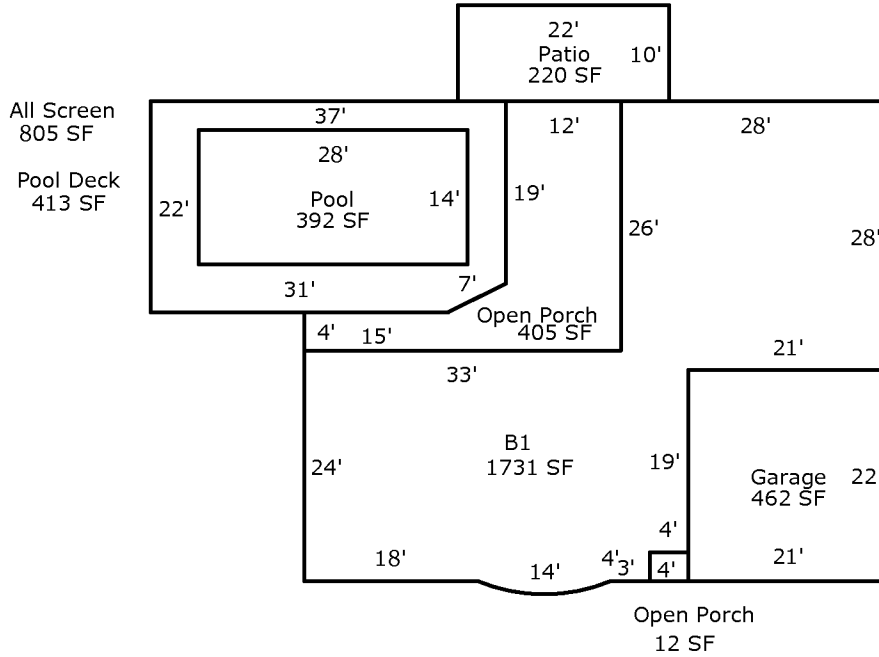 22'
Patio
10'
220 SF
All Screen
805 SF
37'
12'
28'
28'
Pool Deck
413 SF
22'
Pool
392 SF
14'
19'
26'
28'
31'
7'
Open Porch
405 SF
4'
15'
33'
21'
B1
1731 SF
24'
19'
Garage
462 SF
22
18'
14'
4'
3'
4'
4'
21'
Open Porch
12 SF